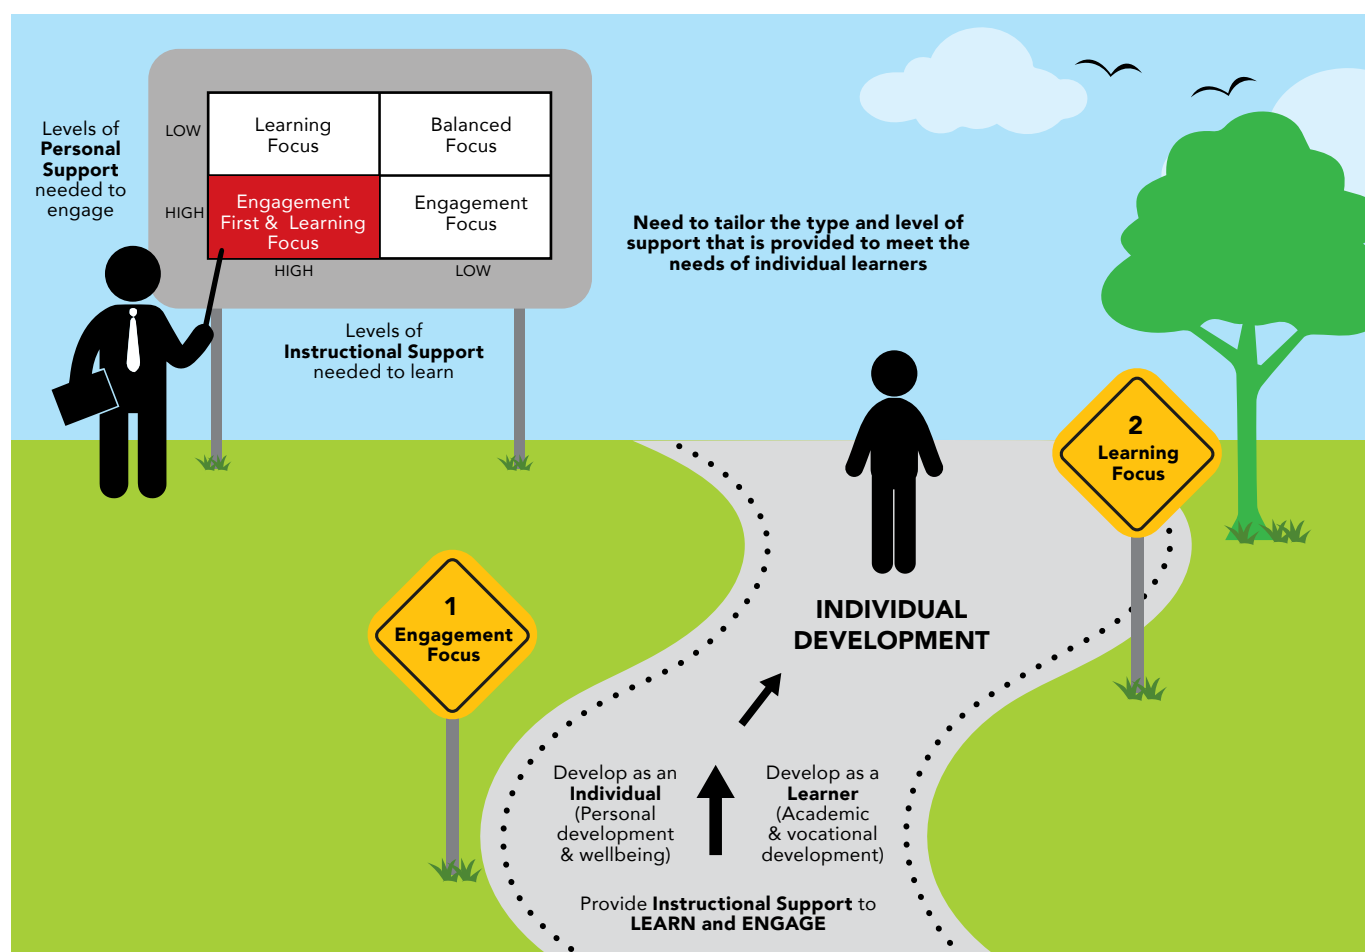 Levels of
Personal
Support
needed to
engage
LOW
HIGH
Learning
Focus
Balanced
Focus
Engagement
First & Learning
Focus
Engagement
Focus
HIGH
LOW
Levels of
Instructional Support
needed to learn
Need to tailor the type and level of
support that is provided to meet the
needs of individual learners
2
Learning
Focus
1
Engagement
Focus
INDIVIDUAL
DEVELOPMENT
Develop as an
Individual
(Personal
development
& wellbeing)
Develop as a
Learner
(Academic
& vocational
development)
Provide Instructional Support to
LEARN and ENGAGE